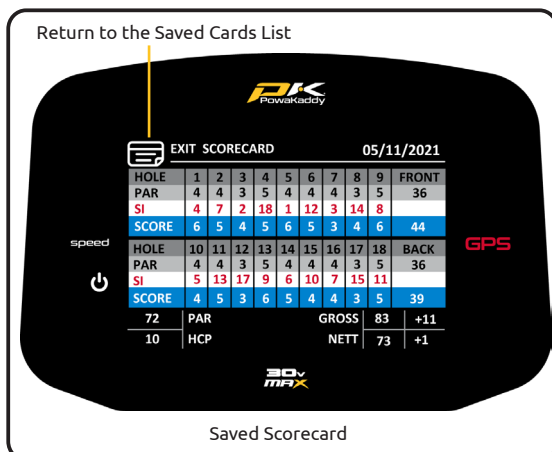 Return to the Saved Cards List
PK
PowaKaddy
EXIT SCORECARD 05/11/2021
HOLE 1 2 3 4 5 6 7 8 9 FRONT
PAR 4 4 3 5 4 4 4 3 5 36
SI 4 7 2 18 1 12 3 14 8
SCORE 6 5 4 5 6 5 3 4 6 44
speed GPS
HOLE 10 11 12 13 14 15 16 17 18 BACK
PAR 4 4 3 5 4 4 4 3 5 36
SI 5 13 17 9 6 10 7 15 11
SCORE 4 5 3 6 5 4 4 3 5 39
72 PAR GROSS 83 +11
10 HCP NETT 73 +1
30v
MAX
Saved Scorecard